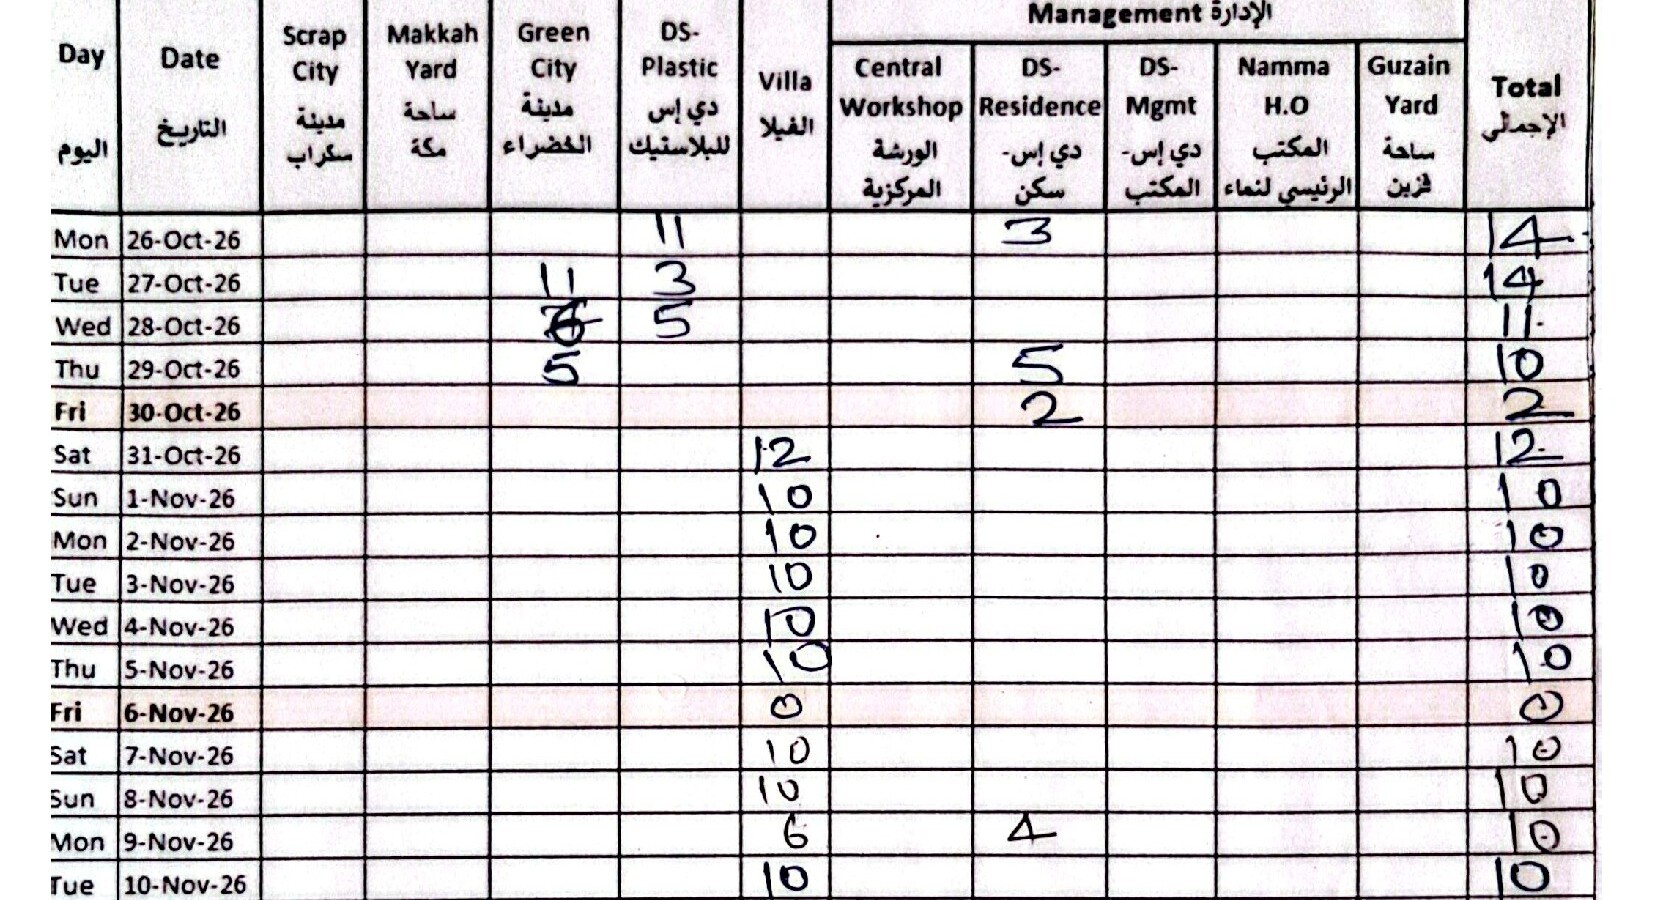 Management الإدارة
Day اليوم | Date التاريخ | Scrap City مدينة سكراب | Makkah Yard ساحة مكة | Green City مدينة الخضراء | DS-Plastic دي إس للبلاستيك | Villa الفيلا | Central Workshop الورشة المركزية | DS-Residence دي إس- سكن | DS-Mgmt دي إس- المكتب | Namma H.O المكتب الرئيسي لنماء | Guzain Yard ساحة قزين | Total الإجمالي
Mon 26-Oct-26 11 3 14
Tue 27-Oct-26 11 3 14
Wed 28-Oct-26 6 5 11
Thu 29-Oct-26 5 5 10
Fri 30-Oct-26 2 2
Sat 31-Oct-26 12 12
Sun 1-Nov-26 10 10
Mon 2-Nov-26 10 10
Tue 3-Nov-26 10 10
Wed 4-Nov-26 10 10
Thu 5-Nov-26 10 10
Fri 6-Nov-26 0 0
Sat 7-Nov-26 10 10
Sun 8-Nov-26 10 10
Mon 9-Nov-26 6 4 10
Tue 10-Nov-26 10 10